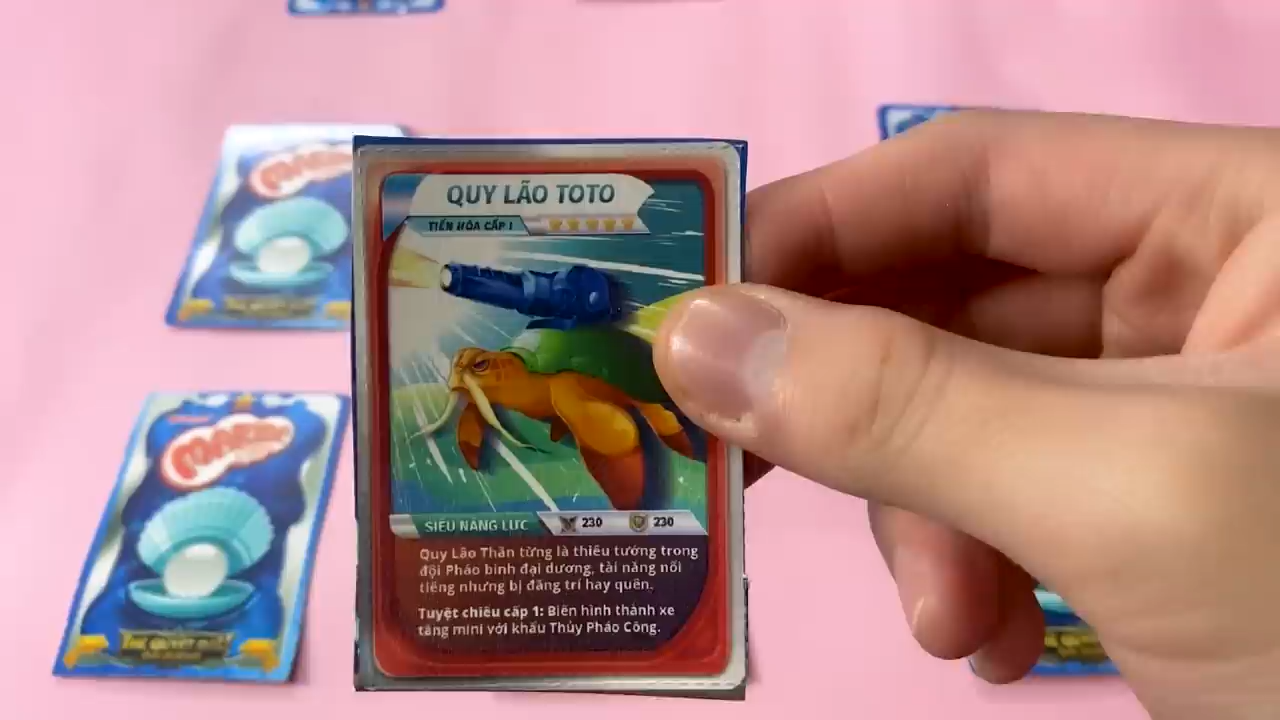 QUY LÃO TOTO
TIẾN HÓA CẤP 1
SIÊU NĂNG LỰC 230 230
Quy Lão Thần từng là thiếu tướng trong
đội Pháo binh đại dương, tài năng nổi
tiếng nhưng bị đãng trí hay quên.
Tuyệt chiêu cấp 1: Biến hình thành xe
tăng mini với khẩu Thủy Pháo Công.